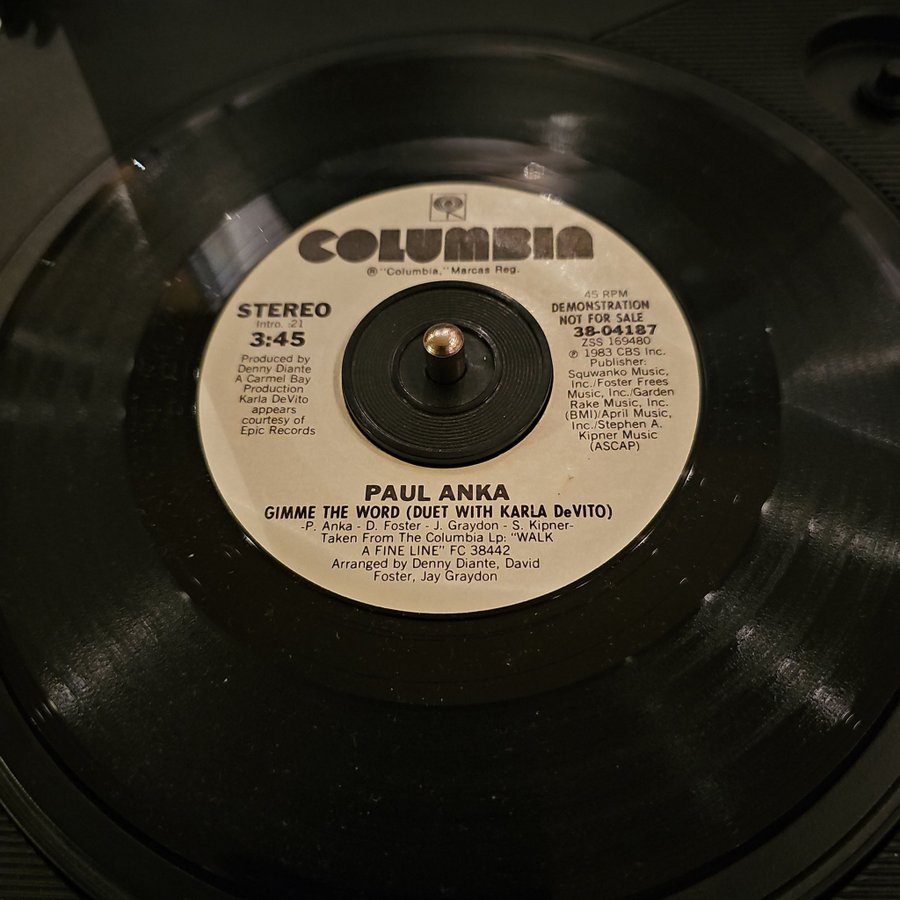 COLUMBIA
® "Columbia," Marcas Reg.
STEREO
Intro. :21
3:45
Produced by
Denny Diante
A Carmel Bay
Production
Karla DeVito
appears
courtesy of
Epic Records
45 RPM
DEMONSTRATION
NOT FOR SALE
38-04187
ZSS 169480
℗ 1983 CBS Inc.
Publisher:
Squwanko Music,
Inc./Foster Frees
Music, Inc./Garden
Rake Music, Inc.
(BMI)/April Music,
Inc./Stephen A.
Kipner Music
(ASCAP)
PAUL ANKA
GIMME THE WORD (DUET WITH KARLA DeVITO)
-P. Anka - D. Foster - J. Graydon - S. Kipner-
Taken From The Columbia Lp: "WALK
A FINE LINE" FC 38442
Arranged by Denny Diante, David
Foster, Jay Graydon